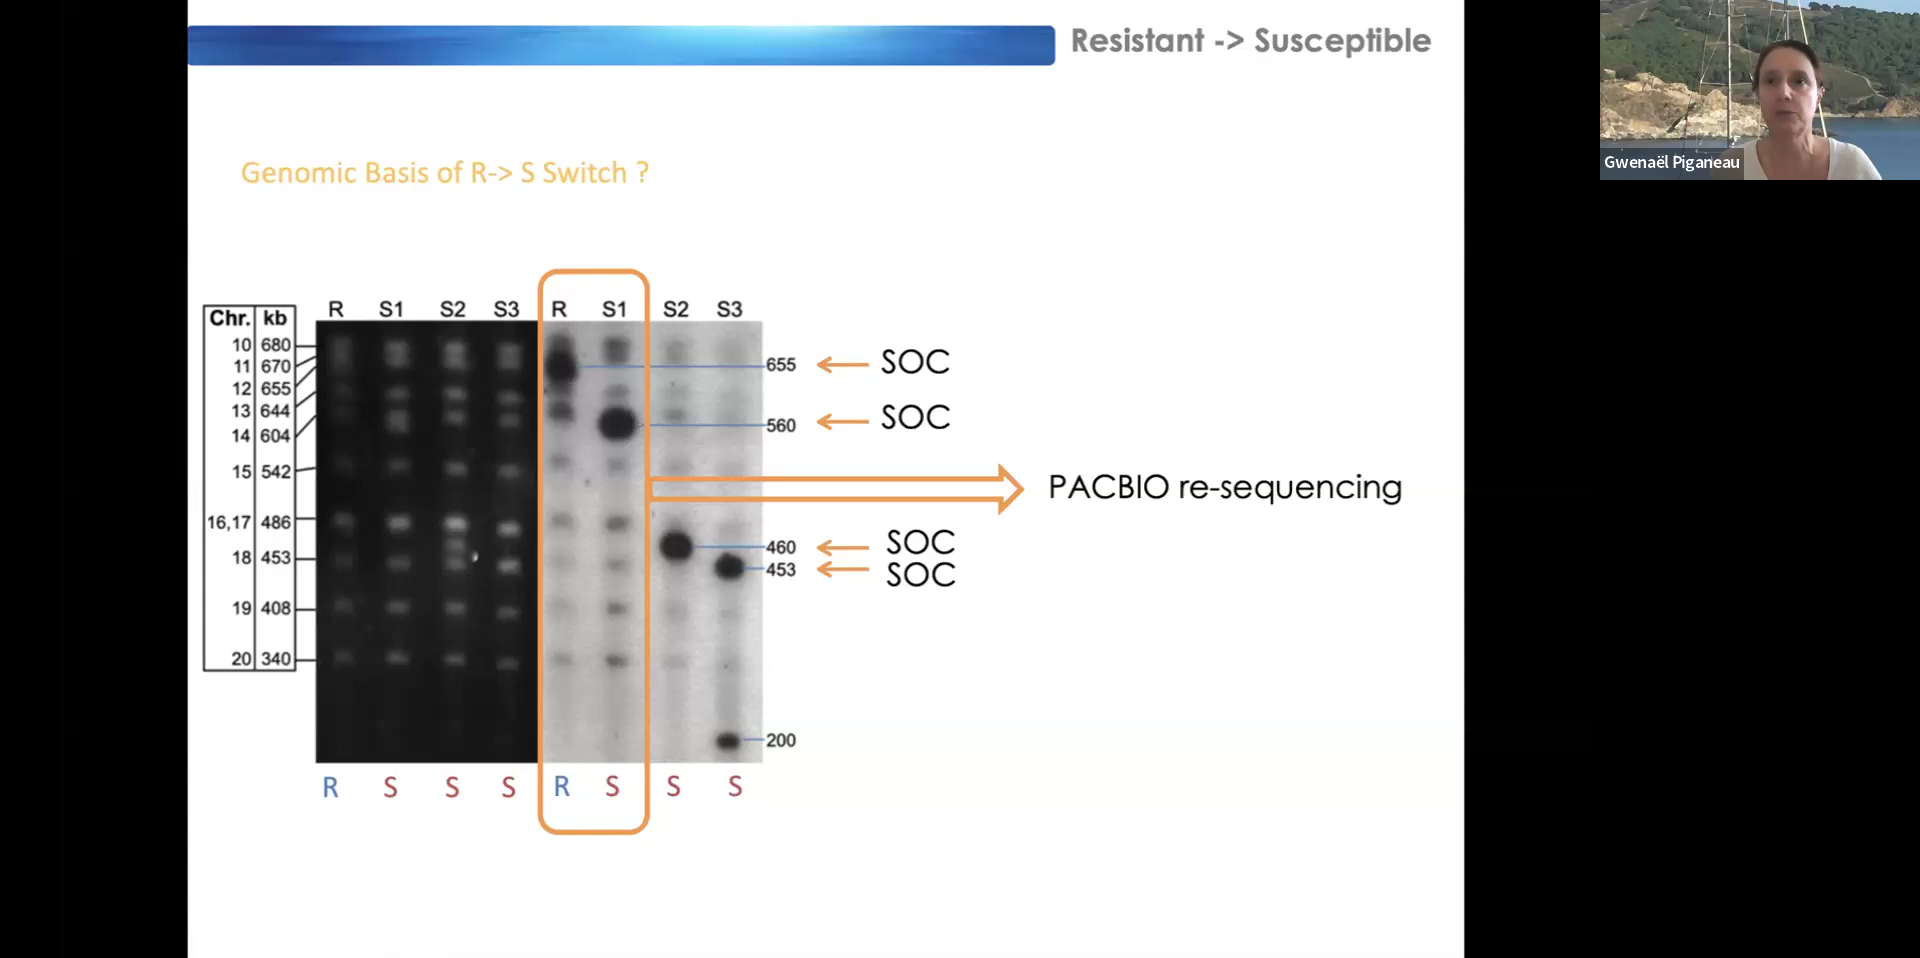 Resistant -> Susceptible
Gwenaël Piganeau
Genomic Basis of R-> S Switch ?
R S1 S2 S3 R S1 S2 S3
Chr. kb
10 680
11 670
12 655
13 644
14 604
15 542
16,17 486
18 453
19 408
20 340
655 SOC
560 SOC
PACBIO re-sequencing
460 SOC
453 SOC
200
R S S S R S S S